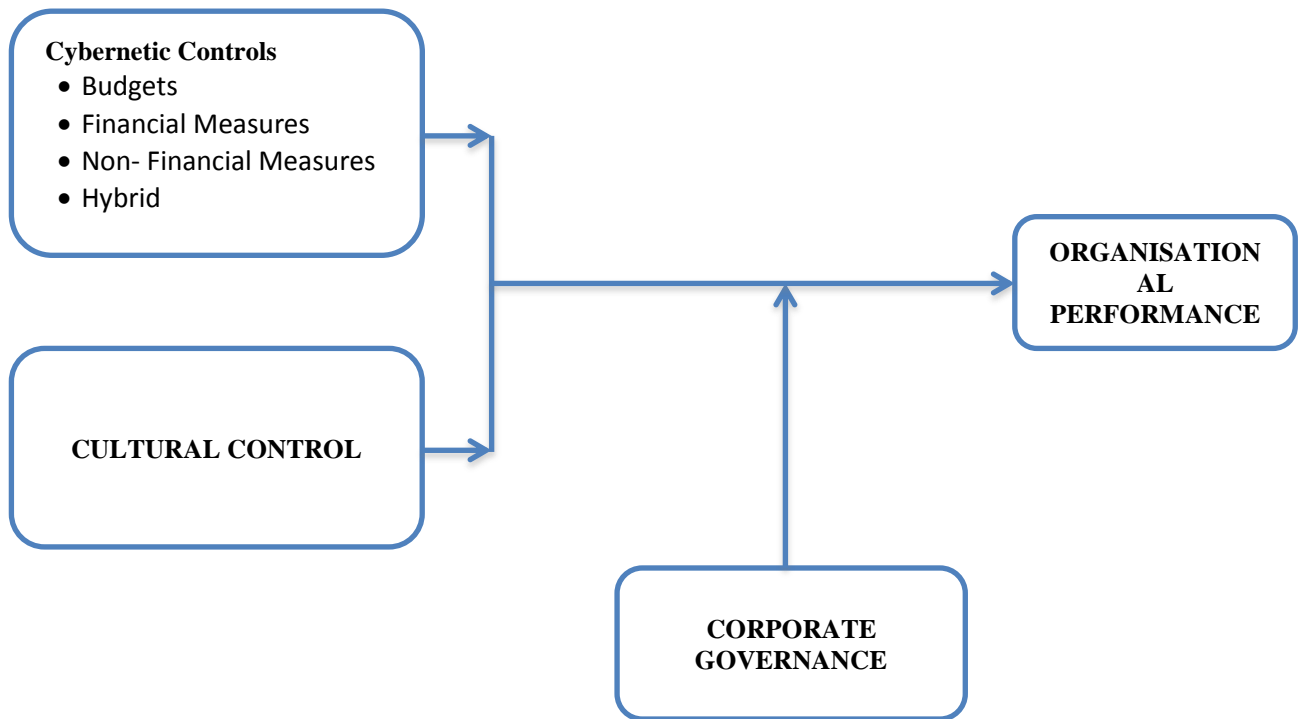 Cybernetic Controls
• Budgets
• Financial Measures
• Non- Financial Measures
• Hybrid
ORGANISATION
AL
PERFORMANCE
CULTURAL CONTROL
CORPORATE
GOVERNANCE